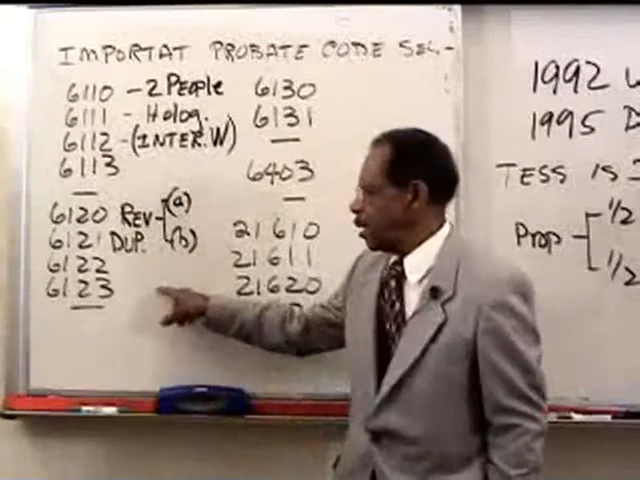 IMPORTAT PROBATE CODE SEC-
6110 - 2 People
6111 - Holog.
6112 - (INTER. W)
6113
6120 REV - (a)
6121 DUP. (b)
6122
6123
6130
6131
6403
21610
21611
21620
1992 W
1995 D
TESS IS
Prop - 1/2
1/2